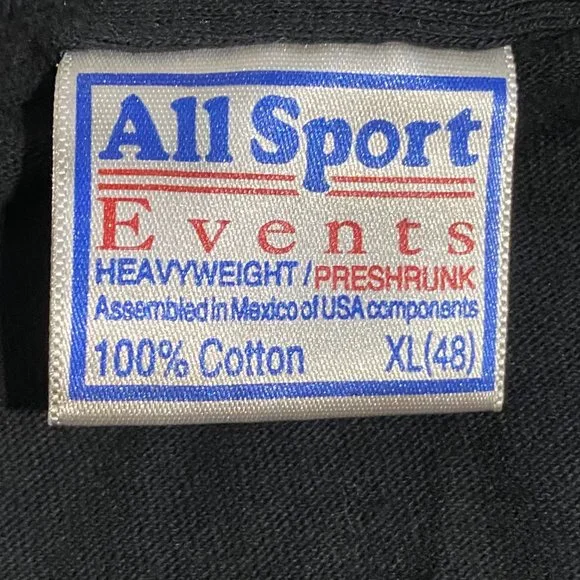 All Sport
Events
HEAVYWEIGHT/PRESHRUNK
Assembled in Mexico of USA components
100% Cotton XL(48)